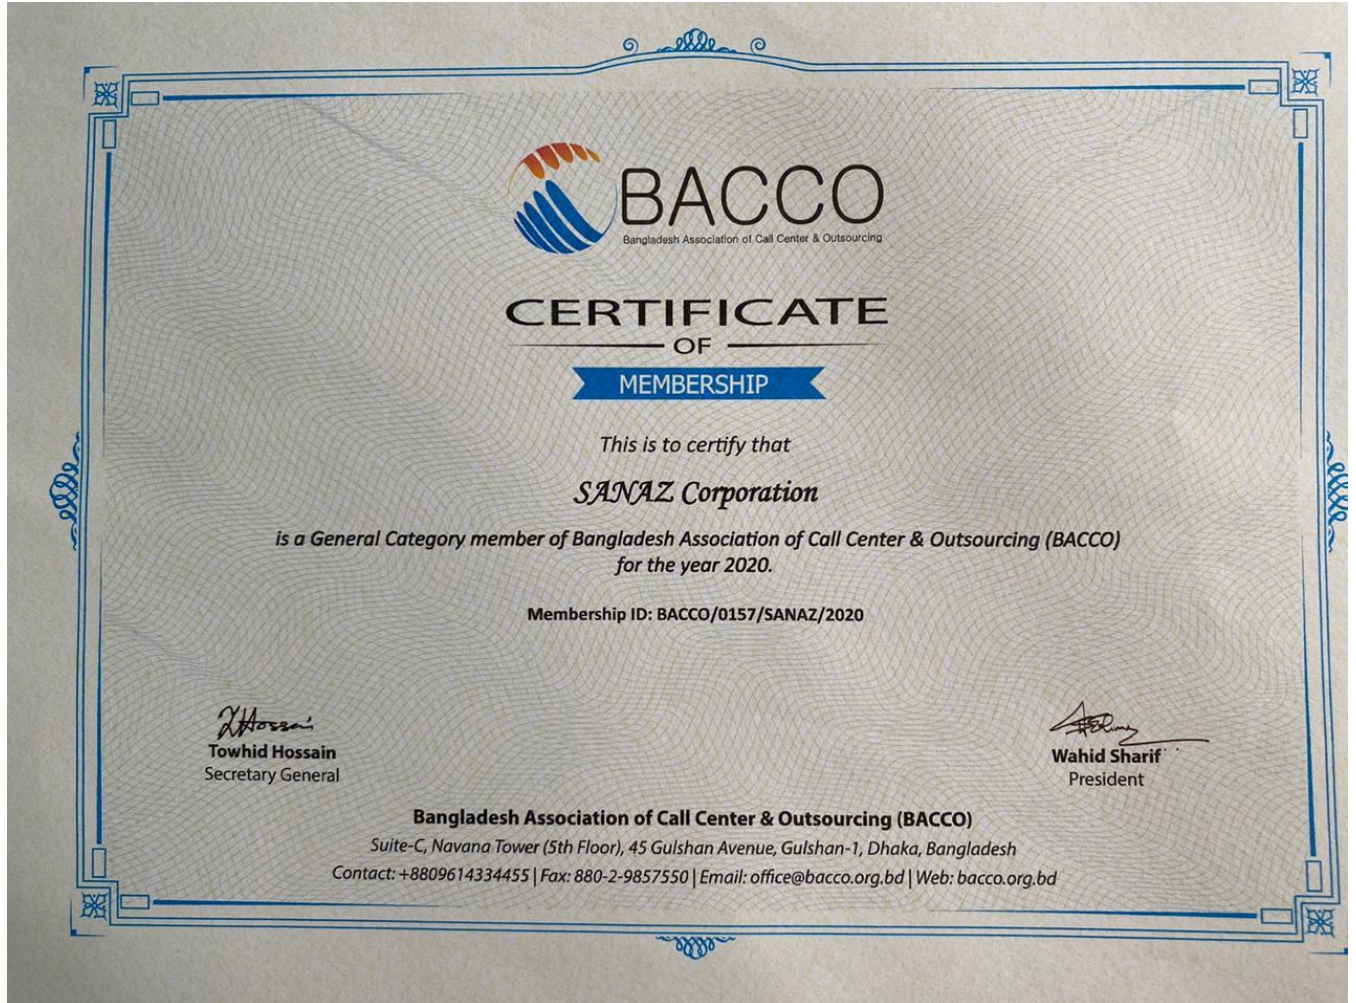 BACCO
Bangladesh Association of Call Center & Outsourcing
CERTIFICATE
OF
MEMBERSHIP
This is to certify that
SANAZ Corporation
is a General Category member of Bangladesh Association of Call Center & Outsourcing (BACCO)
for the year 2020.
Membership ID: BACCO/0157/SANAZ/2020
Towhid Hossain
Secretary General
Wahid Sharif
President
Bangladesh Association of Call Center & Outsourcing (BACCO)
Suite-C, Navana Tower (5th Floor), 45 Gulshan Avenue, Gulshan-1, Dhaka, Bangladesh
Contact: +8809614334455 | Fax: 880-2-9857550 | Email: office@bacco.org.bd | Web: bacco.org.bd